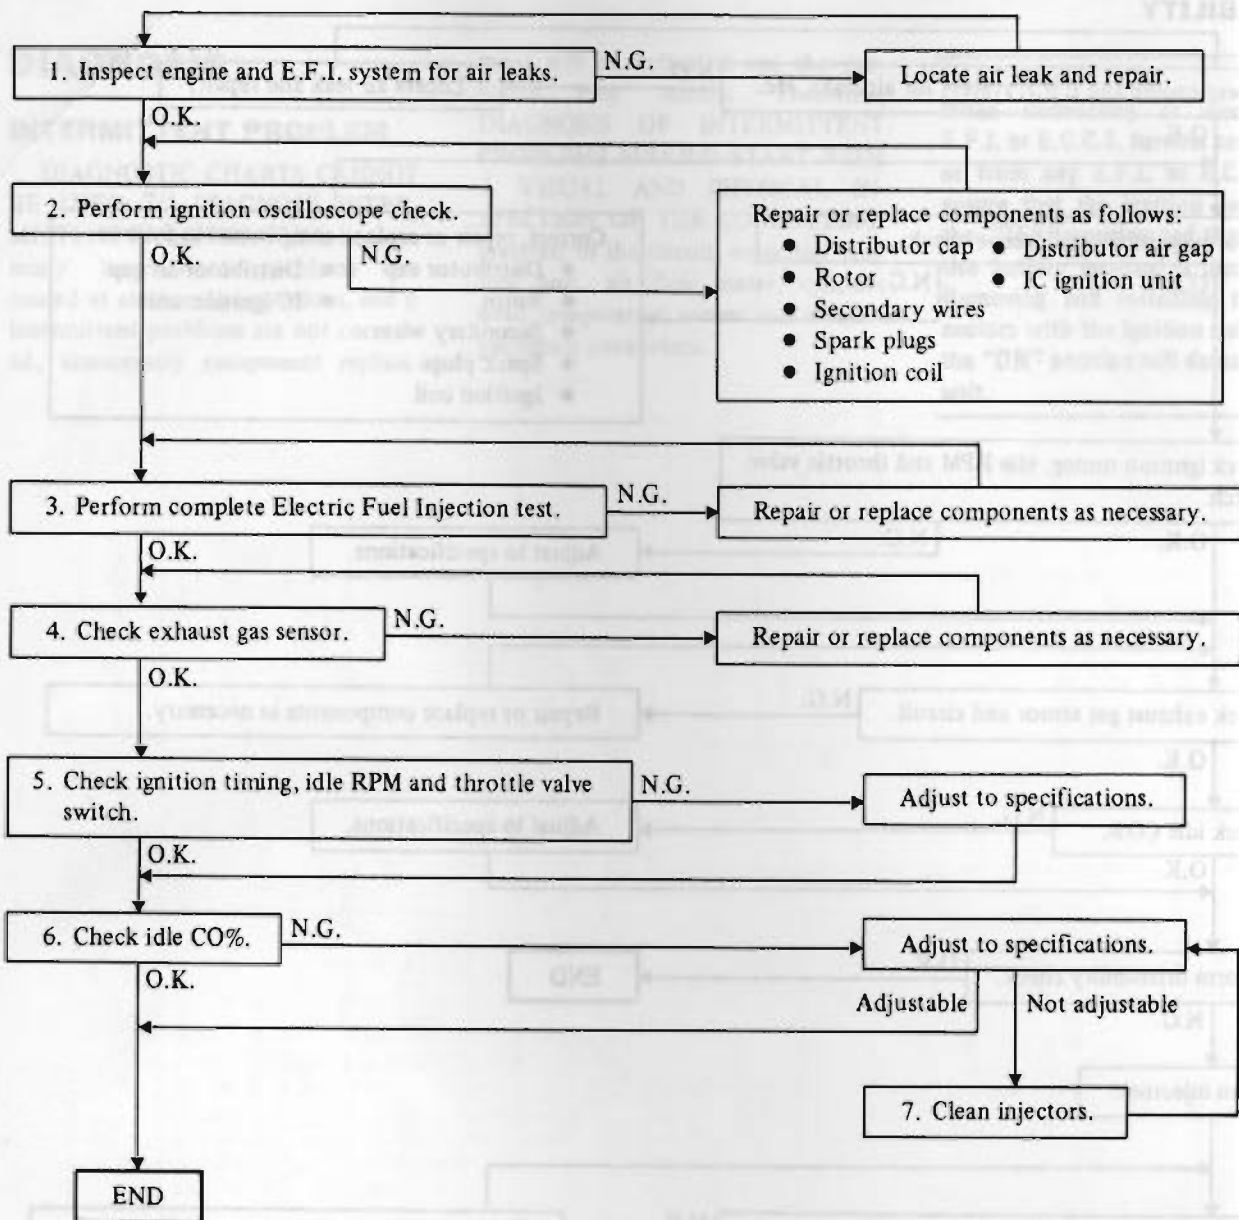 1. Inspect engine and E.F.I. system for air leaks.
N.G.
Locate air leak and repair.
O.K.
2. Perform ignition oscilloscope check.
N.G.
O.K.
Repair or replace components as follows:
● Distributor cap ● Distributor air gap
● Rotor ● IC ignition unit
● Secondary wires
● Spark plugs
● Ignition coil
3. Perform complete Electric Fuel Injection test.
N.G.
Repair or replace components as necessary.
O.K.
4. Check exhaust gas sensor.
N.G.
Repair or replace components as necessary.
O.K.
5. Check ignition timing, idle RPM and throttle valve
switch.
N.G.
Adjust to specifications.
O.K.
6. Check idle CO%.
N.G.
Adjust to specifications.
O.K.
Adjustable
Not adjustable
7. Clean injectors.
END